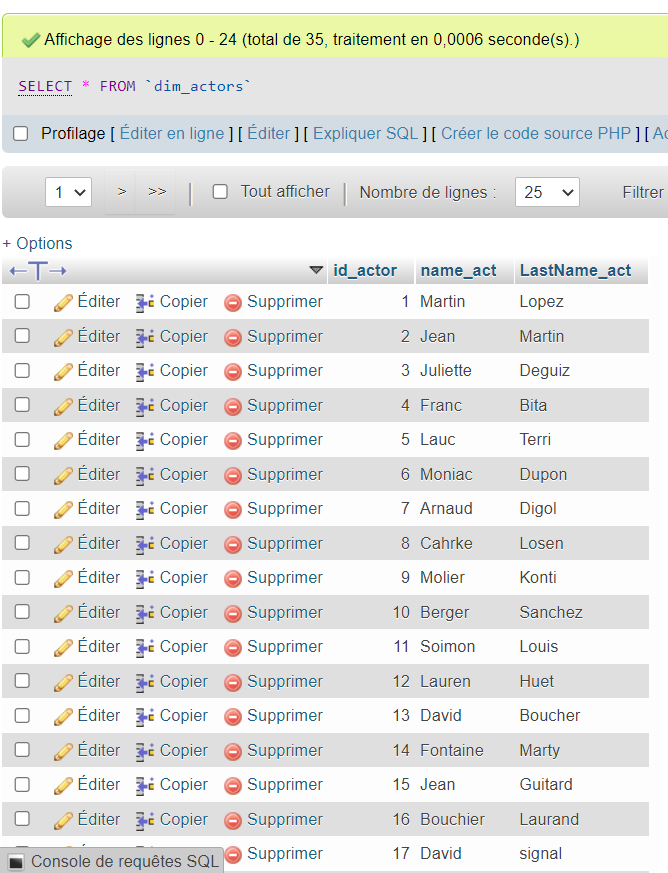 Affichage des lignes 0 - 24 (total de 35, traitement en 0,0006 seconde(s).)
SELECT * FROM `dim_actors`
Profilage [ Éditer en ligne ] [ Éditer ] [ Expliquer SQL ] [ Créer le code source PHP ] [
1 > >> Tout afficher Nombre de lignes : 25 Filtrer
+ Options
←T→ id_actor name_act LastName_act
Éditer Copier Supprimer 1 Martin Lopez
Éditer Copier Supprimer 2 Jean Martin
Éditer Copier Supprimer 3 Juliette Deguiz
Éditer Copier Supprimer 4 Franc Bita
Éditer Copier Supprimer 5 Lauc Terri
Éditer Copier Supprimer 6 Moniac Dupon
Éditer Copier Supprimer 7 Arnaud Digol
Éditer Copier Supprimer 8 Cahrke Losen
Éditer Copier Supprimer 9 Molier Konti
Éditer Copier Supprimer 10 Berger Sanchez
Éditer Copier Supprimer 11 Soimon Louis
Éditer Copier Supprimer 12 Lauren Huet
Éditer Copier Supprimer 13 David Boucher
Éditer Copier Supprimer 14 Fontaine Marty
Éditer Copier Supprimer 15 Jean Guitard
Éditer Copier Supprimer 16 Bouchier Laurand
Supprimer 17 David signal
Console de requêtes SQL